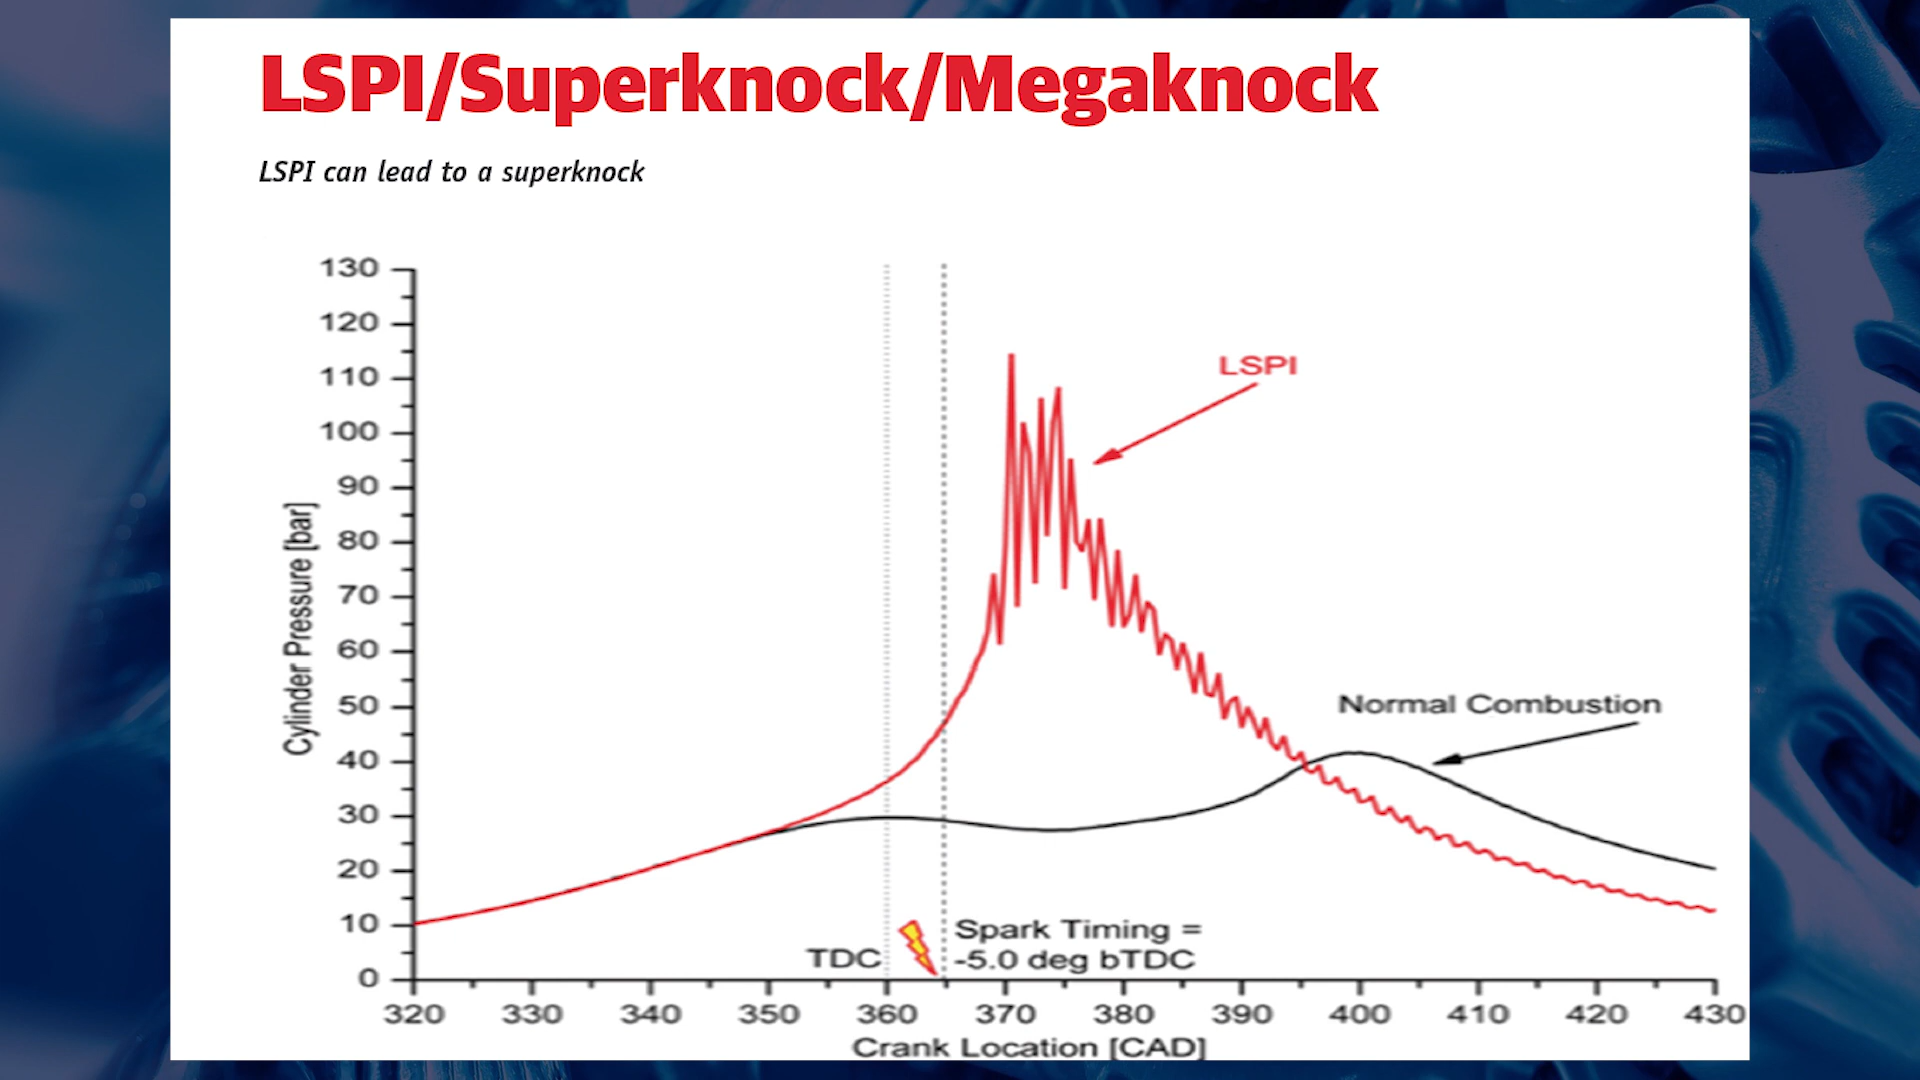 LSPI/Superknock/Megaknock
LSPI can lead to a superknock
130
120
110
100
90
80
70
60
50
40
30
20
10
0
Cylinder Pressure [bar]
LSPI
Normal Combustion
TDC
Spark Timing =
-5.0 deg bTDC
320 330 340 350 360 370 380 390 400 410 420 430
Crank Location [CAD]